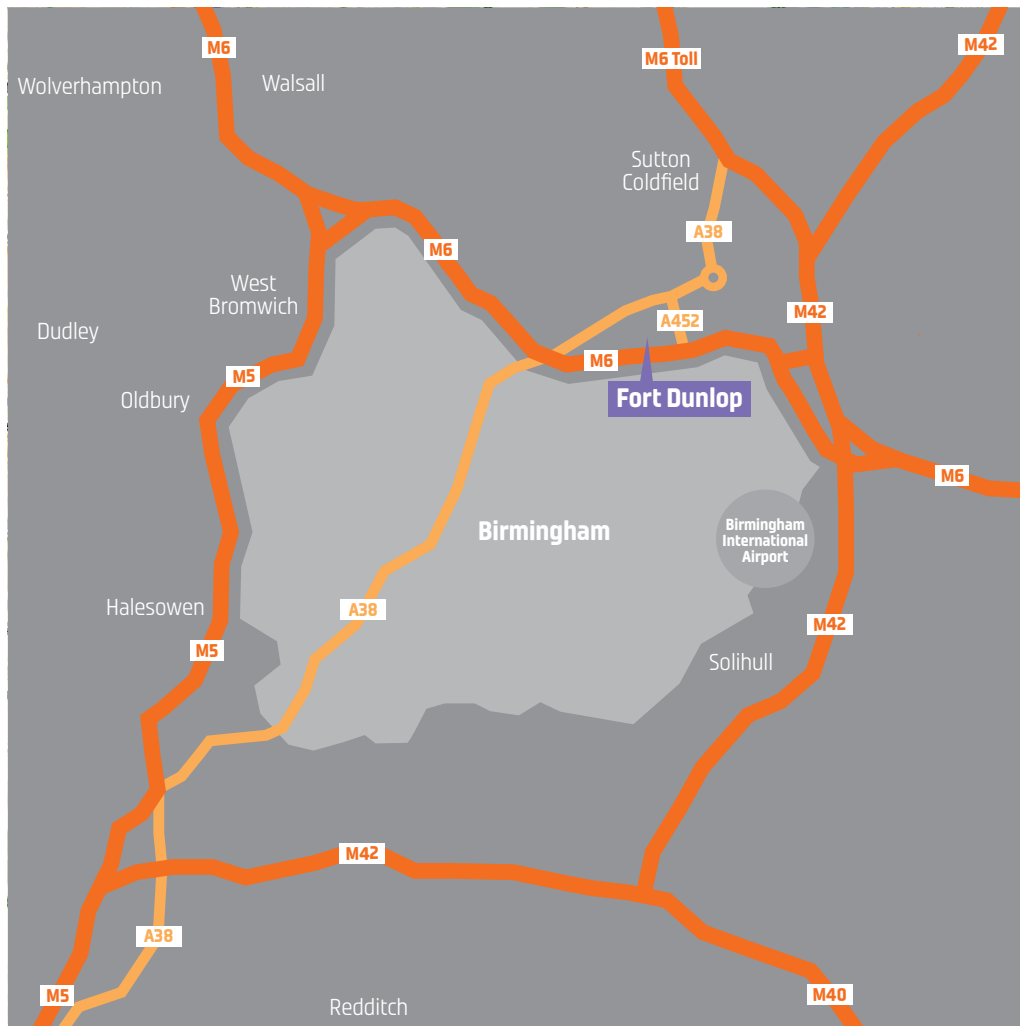 M6
M6 Toll
M42
Wolverhampton
Walsall
Sutton
Coldfield
A38
M6
West
Bromwich
M42
A452
Dudley
M6
M5
Fort Dunlop
Oldbury
M6
Birmingham
Birmingham
International
Airport
Halesowen
A38
M42
M5
Solihull
M42
A38
M5
M40
Redditch